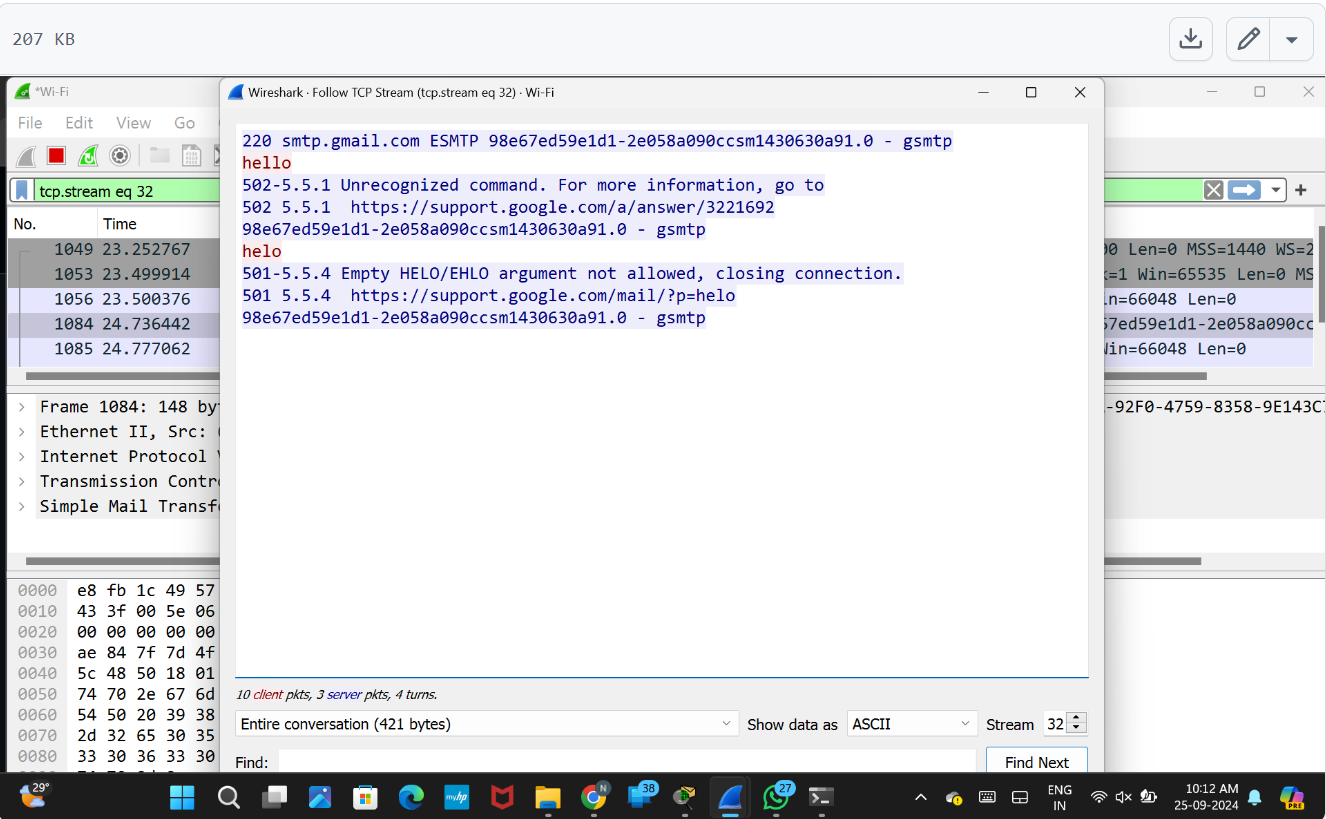 207 KB
*Wi-Fi
Wireshark · Follow TCP Stream (tcp.stream eq 32) · Wi-Fi
File Edit View Go
220 smtp.gmail.com ESMTP 98e67ed59e1d1-2e058a090ccsm1430630a91.0 - gsmtp
hello
502-5.5.1 Unrecognized command. For more information, go to
502 5.5.1  https://support.google.com/a/answer/3221692
98e67ed59e1d1-2e058a090ccsm1430630a91.0 - gsmtp
helo
501-5.5.4 Empty HELO/EHLO argument not allowed, closing connection.
501 5.5.4  https://support.google.com/mail/?p=helo
98e67ed59e1d1-2e058a090ccsm1430630a91.0 - gsmtp
tcp.stream eq 32
No. Time
1049 23.252767
00 Len=0 MSS=1440 WS=2
1053 23.499914
=1 Win=65535 Len=0 MS
1056 23.500376
in=66048 Len=0
1084 24.736442
67ed59e1d1-2e058a090cc
1085 24.777062
Win=66048 Len=0
Frame 1084: 148 by
-92F0-4759-8358-9E143C
Ethernet II, Src:
Internet Protocol
Transmission Contr
Simple Mail Transf
0000 e8 fb 1c 49 57
0010 43 3f 00 5e 06
0020 00 00 00 00 00
0030 ae 84 7f 7d 4f
0040 5c 48 50 18 01
0050 74 70 2e 67 6d
0060 54 50 20 39 38
0070 2d 32 65 30 35
0080 33 30 36 33 30
10 client pkts, 3 server pkts, 4 turns.
Entire conversation (421 bytes) Show data as ASCII Stream 32
Find: Find Next
29°
myhp
N
38
27
ENG
IN
10:12 AM
25-09-2024
PRE